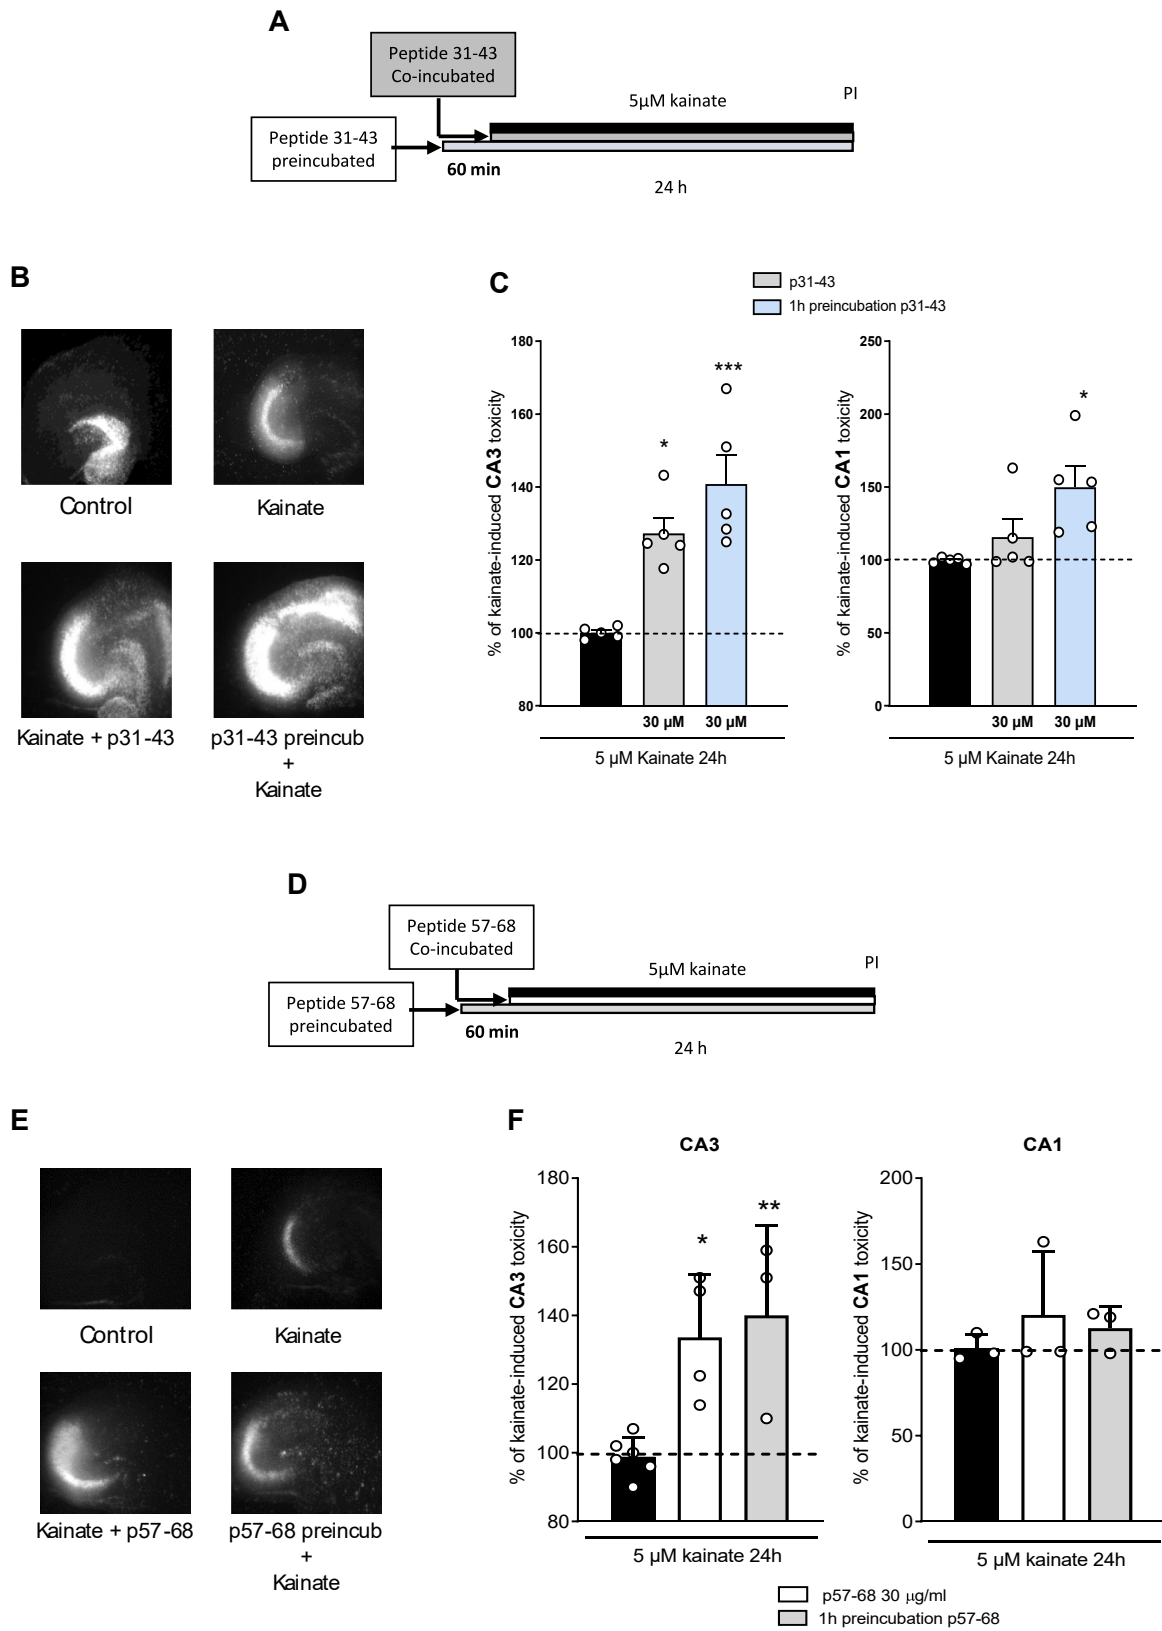 A
Peptide 31-43
Co-incubated
5µM kainate
PI
Peptide 31-43
preincubated
60 min
24 h
B
Control
Kainate
Kainate + p31-43
p31-43 preincub
+
Kainate
C
p31-43
1h preincubation p31-43
% of kainate-induced CA3 toxicity
180
160
140
120
100
80
*
***
30 µM
30 µM
5 µM Kainate 24h
% of kainate-induced CA1 toxicity
250
200
150
100
50
0
*
30 µM
30 µM
5 µM Kainate 24h
D
Peptide 57-68
Co-incubated
5µM kainate
PI
Peptide 57-68
preincubated
60 min
24 h
E
Control
Kainate
Kainate + p57-68
p57-68 preincub
+
Kainate
F
CA3
% of kainate-induced CA3 toxicity
180
160
140
120
100
80
*
**
5 µM kainate 24h
CA1
% of kainate-induced CA1 toxicity
200
150
100
50
0
5 µM kainate 24h
p57-68 30 µg/ml
1h preincubation p57-68